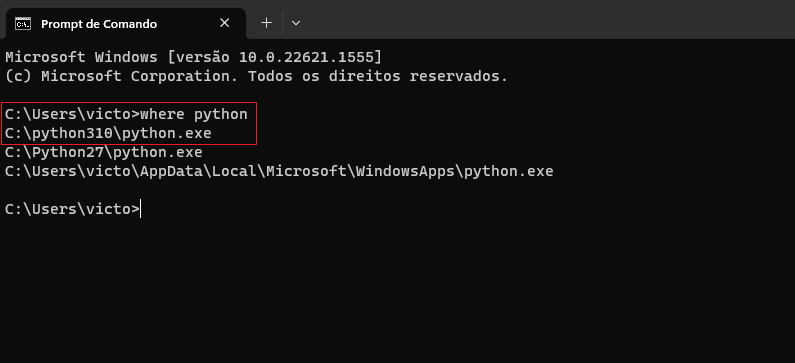 Prompt de Comando
Microsoft Windows [versão 10.0.22621.1555]
(c) Microsoft Corporation. Todos os direitos reservados.
C:\Users\victo>where python
C:\python310\python.exe
C:\Python27\python.exe
C:\Users\victo\AppData\Local\Microsoft\WindowsApps\python.exe
C:\Users\victo>